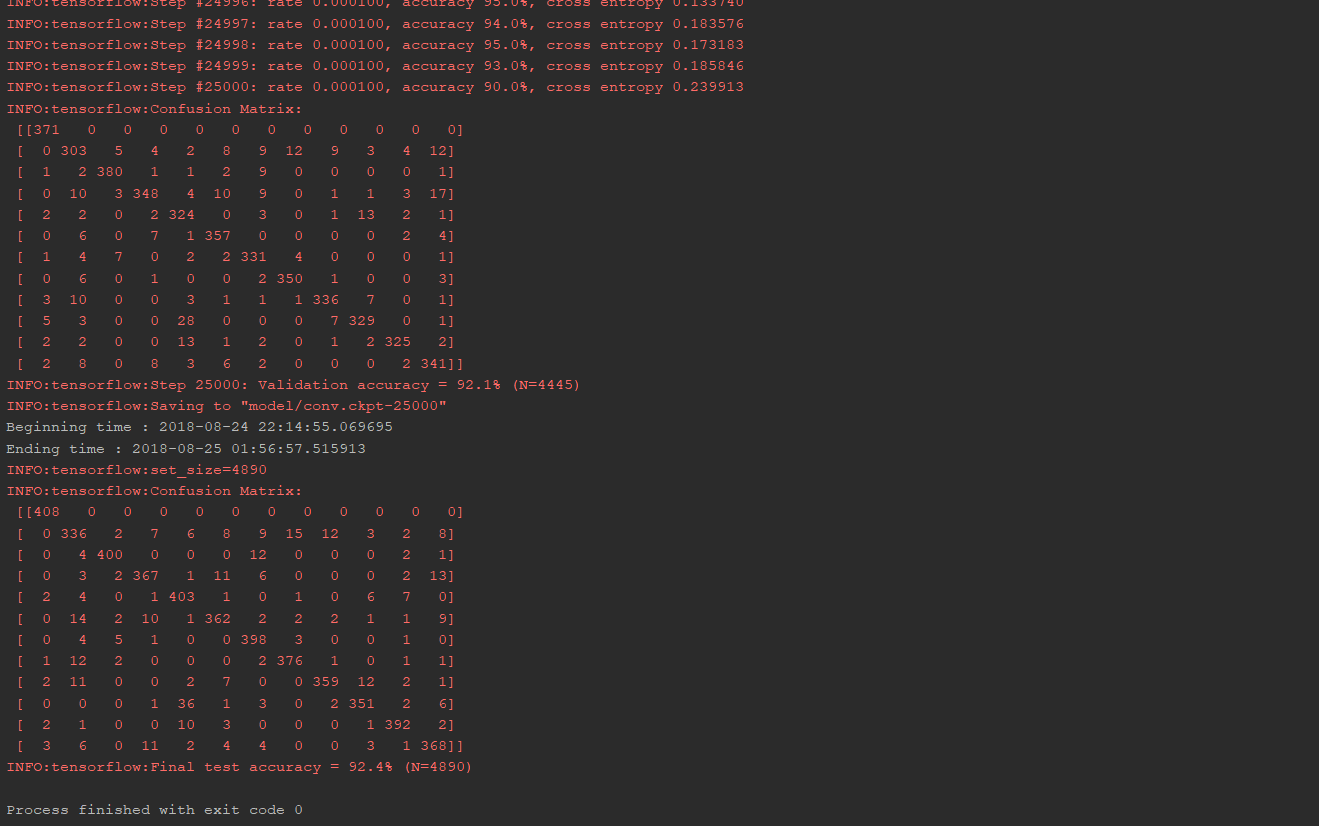 INFO:tensorflow:Step #24996: rate 0.000100, accuracy 95.0%, cross entropy 0.133740
INFO:tensorflow:Step #24997: rate 0.000100, accuracy 94.0%, cross entropy 0.183576
INFO:tensorflow:Step #24998: rate 0.000100, accuracy 95.0%, cross entropy 0.173183
INFO:tensorflow:Step #24999: rate 0.000100, accuracy 93.0%, cross entropy 0.185846
INFO:tensorflow:Step #25000: rate 0.000100, accuracy 90.0%, cross entropy 0.239913
INFO:tensorflow:Confusion Matrix:
[[371   0   0   0   0   0   0   0   0   0   0   0]
[  0 303   5   4   2   8   9  12   9   3   4  12]
[  1   2 380   1   1   2   9   0   0   0   0   1]
[  0  10   3 348   4  10   9   0   1   1   3  17]
[  2   2   0   2 324   0   3   0   1  13   2   1]
[  0   6   0   7   1 357   0   0   0   0   2   4]
[  1   4   7   0   2   2 331   4   0   0   0   1]
[  0   6   0   1   0   0   2 350   1   0   0   3]
[  3  10   0   0   3   1   1   1 336   7   0   1]
[  5   3   0   0  28   0   0   0   7 329   0   1]
[  2   2   0   0  13   1   2   0   1   2 325   2]
[  2   8   0   8   3   6   2   0   0   0   2 341]]
INFO:tensorflow:Step 25000: Validation accuracy = 92.1% (N=4445)
INFO:tensorflow:Saving to "model/conv.ckpt-25000"
Beginning time : 2018-08-24 22:14:55.069695
Ending time : 2018-08-25 01:56:57.515913
INFO:tensorflow:set_size=4890
INFO:tensorflow:Confusion Matrix:
[[408   0   0   0   0   0   0   0   0   0   0   0]
[  0 336   2   7   6   8   9  15  12   3   2   8]
[  0   4 400   0   0   0  12   0   0   0   2   1]
[  0   3   2 367   1  11   6   0   0   0   2  13]
[  2   4   0   1 403   1   0   1   0   6   7   0]
[  0  14   2  10   1 362   2   2   2   1   1   9]
[  0   4   5   1   0   0 398   3   0   0   1   0]
[  1  12   2   0   0   0   2 376   1   0   1   1]
[  2  11   0   0   2   7   0   0 359  12   2   1]
[  0   0   0   1  36   1   3   0   2 351   2   6]
[  2   1   0   0  10   3   0   0   0   1 392   2]
[  3   6   0  11   2   4   4   0   0   3   1 368]]
INFO:tensorflow:Final test accuracy = 92.4% (N=4890)
Process finished with exit code 0